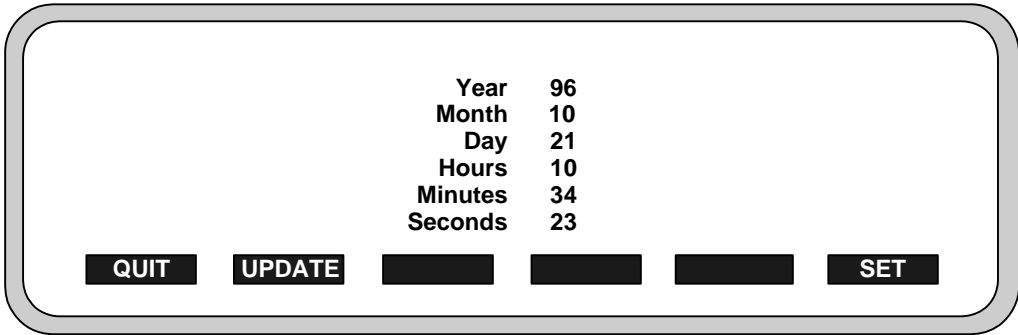 Year 96
Month 10
Day 21
Hours 10
Minutes 34
Seconds 23
QUIT UPDATE SET